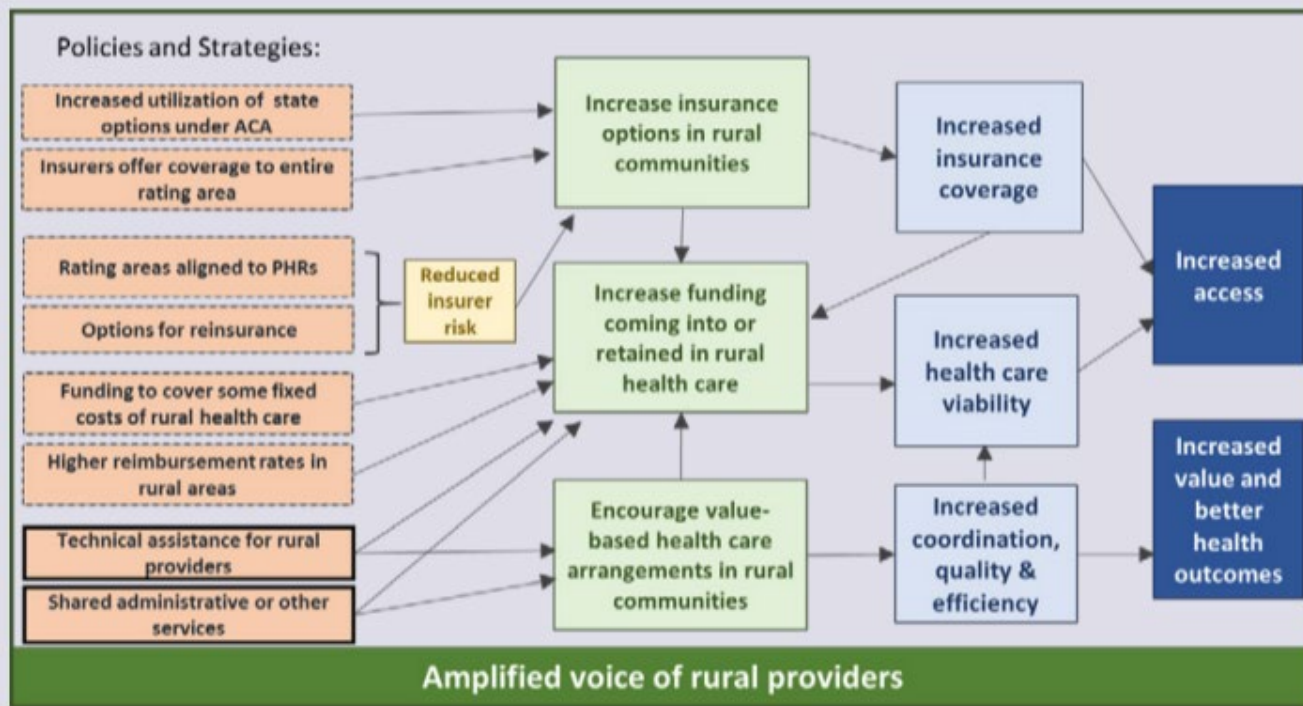 Policies and Strategies:
Increased utilization of state
options under ACA
Insurers offer coverage to entire
rating area
Rating areas aligned to PHRs
Options for reinsurance
Funding to cover some fixed
costs of rural health care
Higher reimbursement rates in
rural areas
Technical assistance for rural
providers
Shared administrative or other
services
Reduced
insurer
risk
Increase insurance
options in rural
communities
Increase funding
coming into or
retained in rural
health care
Encourage value-
based health care
arrangements in rural
communities
Increased
insurance
coverage
Increased
health care
viability
Increased
coordination,
quality &
efficiency
Increased
access
Increased
value and
better
health
outcomes
Amplified voice of rural providers